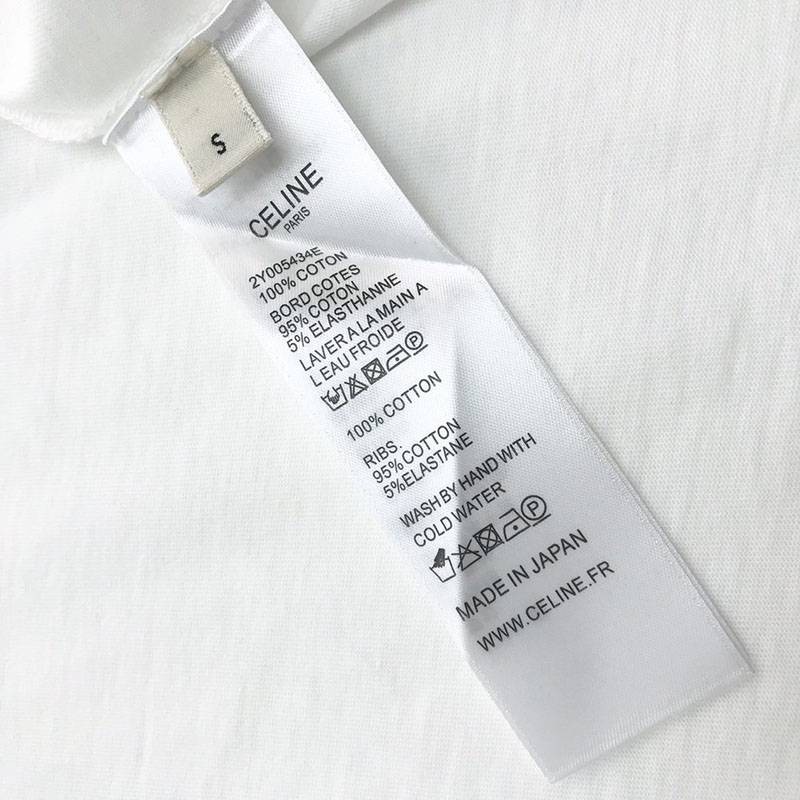 S
CELINE
PARIS
2Y005434E
100% COTON
BORD COTES
95% COTON
5% ELASTHANNE
LAVER A LA MAIN A
L EAU FROIDE
P
100% COTTON
RIBS.
95%COTTON
5%ELASTANE
WASH BY HAND WITH
COLD WATER
P
MADE IN JAPAN
WWW.CELINE.FR